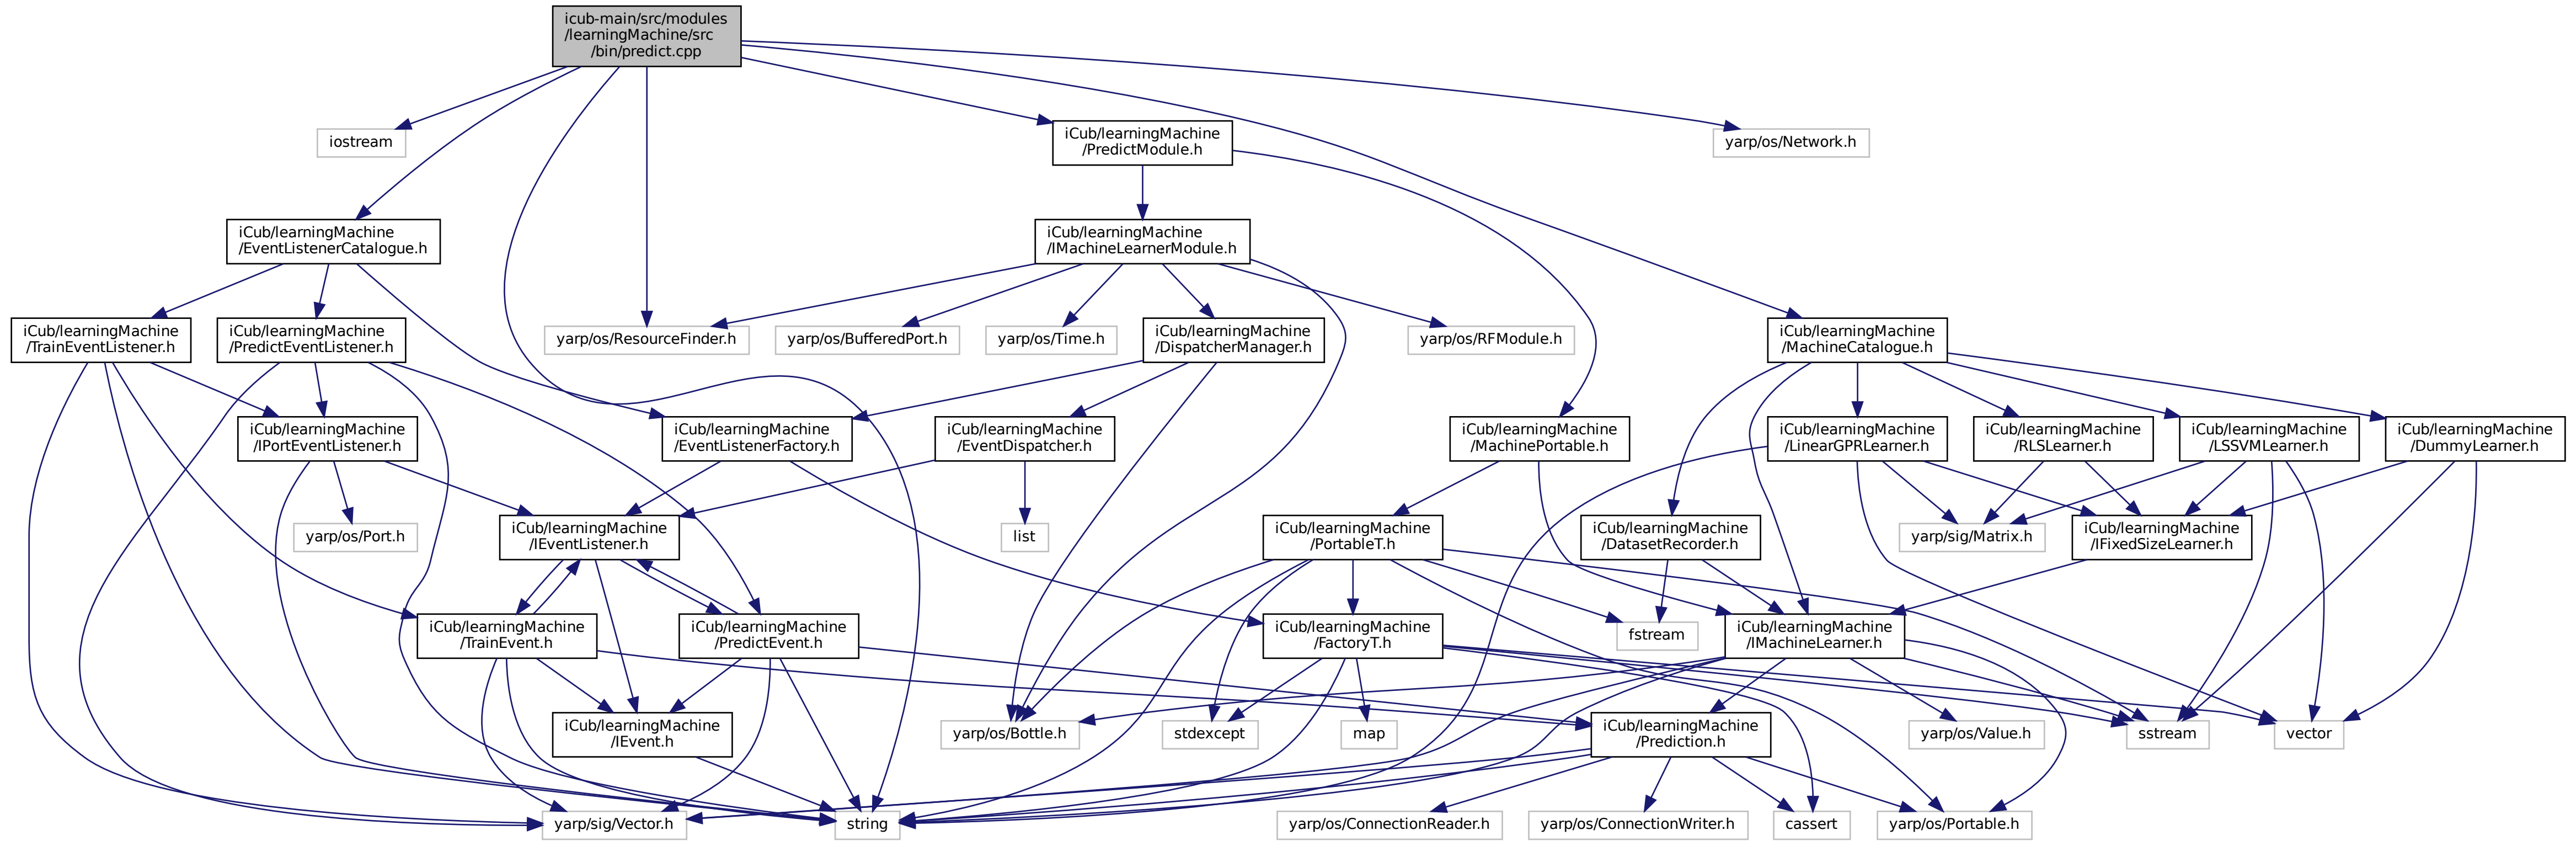 icub-main/src/modules
/learningMachine/src
/bin/predict.cpp
iostream
iCub/learningMachine
/PredictModule.h
yarp/os/Network.h
iCub/learningMachine
/EventListenerCatalogue.h
iCub/learningMachine
/IMachineLearnerModule.h
iCub/learningMachine
/TrainEventListener.h
iCub/learningMachine
/PredictEventListener.h
yarp/os/ResourceFinder.h
yarp/os/BufferedPort.h
yarp/os/Time.h
iCub/learningMachine
/DispatcherManager.h
yarp/os/RFModule.h
iCub/learningMachine
/MachineCatalogue.h
iCub/learningMachine
/IPortEventListener.h
iCub/learningMachine
/EventListenerFactory.h
iCub/learningMachine
/EventDispatcher.h
iCub/learningMachine
/MachinePortable.h
iCub/learningMachine
/LinearGPRLearner.h
iCub/learningMachine
/RLSLearner.h
iCub/learningMachine
/LSSVMLearner.h
iCub/learningMachine
/DummyLearner.h
yarp/os/Port.h
iCub/learningMachine
/IEventListener.h
list
iCub/learningMachine
/PortableT.h
iCub/learningMachine
/DatasetRecorder.h
yarp/sig/Matrix.h
iCub/learningMachine
/IFixedSizeLearner.h
iCub/learningMachine
/TrainEvent.h
iCub/learningMachine
/PredictEvent.h
iCub/learningMachine
/FactoryT.h
fstream
iCub/learningMachine
/IMachineLearner.h
iCub/learningMachine
/IEvent.h
yarp/os/Bottle.h
stdexcept
map
iCub/learningMachine
/Prediction.h
yarp/os/Value.h
sstream
vector
yarp/sig/Vector.h
string
yarp/os/ConnectionReader.h
yarp/os/ConnectionWriter.h
cassert
yarp/os/Portable.h